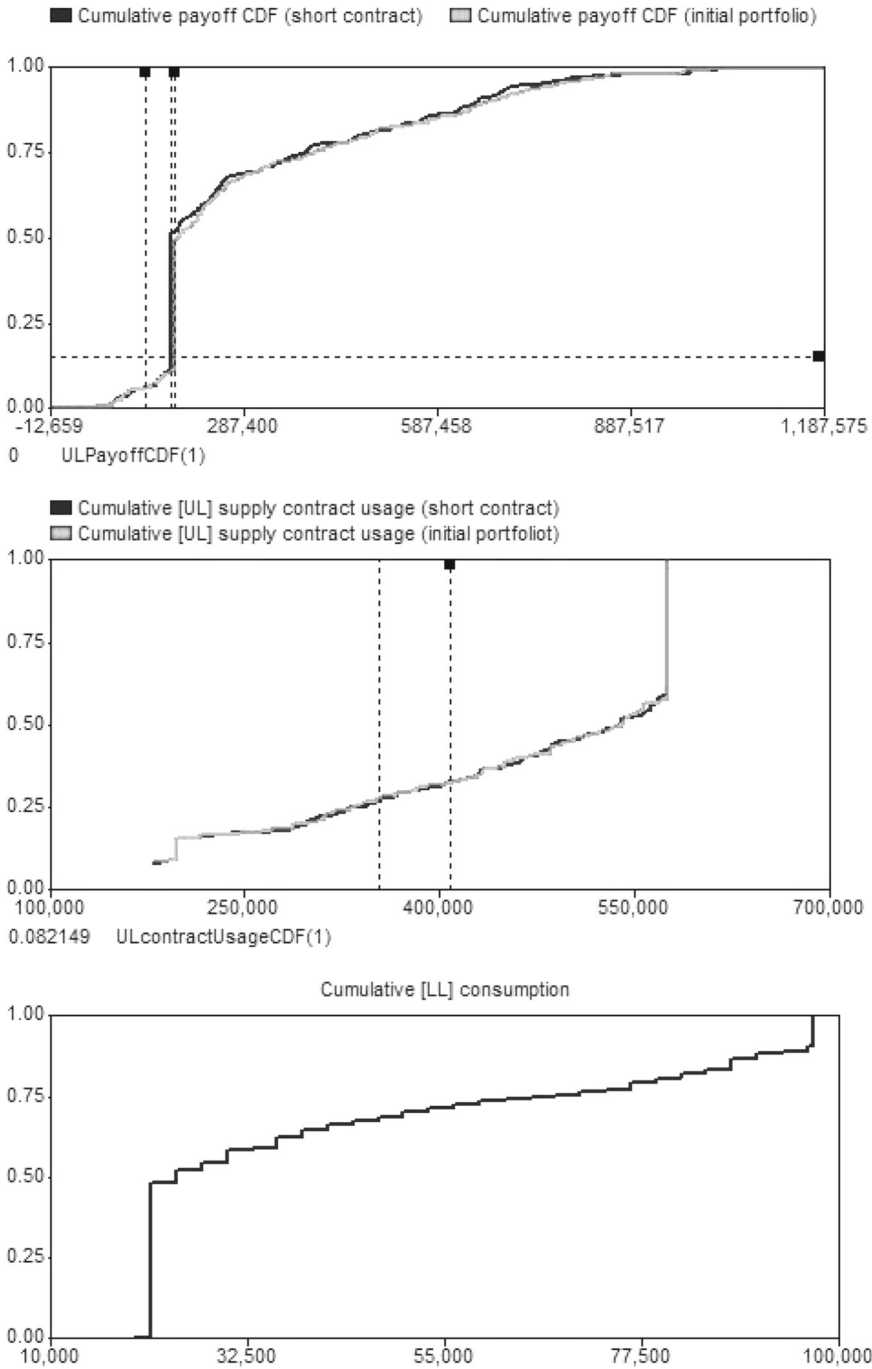 Cumulative payoff CDF (short contract) Cumulative payoff CDF (initial portfolio)
1.00
0.75
0.50
0.25
0.00
-12,659 287,400 587,458 887,517 1,187,575
0 ULPayoffCDF(1)
Cumulative [UL] supply contract usage (short contract)
Cumulative [UL] supply contract usage (initial portfoliot)
1.00
0.75
0.50
0.25
0.00
100,000 250,000 400,000 550,000 700,000
0.082149 ULcontractUsageCDF(1)
Cumulative [LL] consumption
1.00
0.75
0.50
0.25
0.00
10,000 32,500 55,000 77,500 100,000